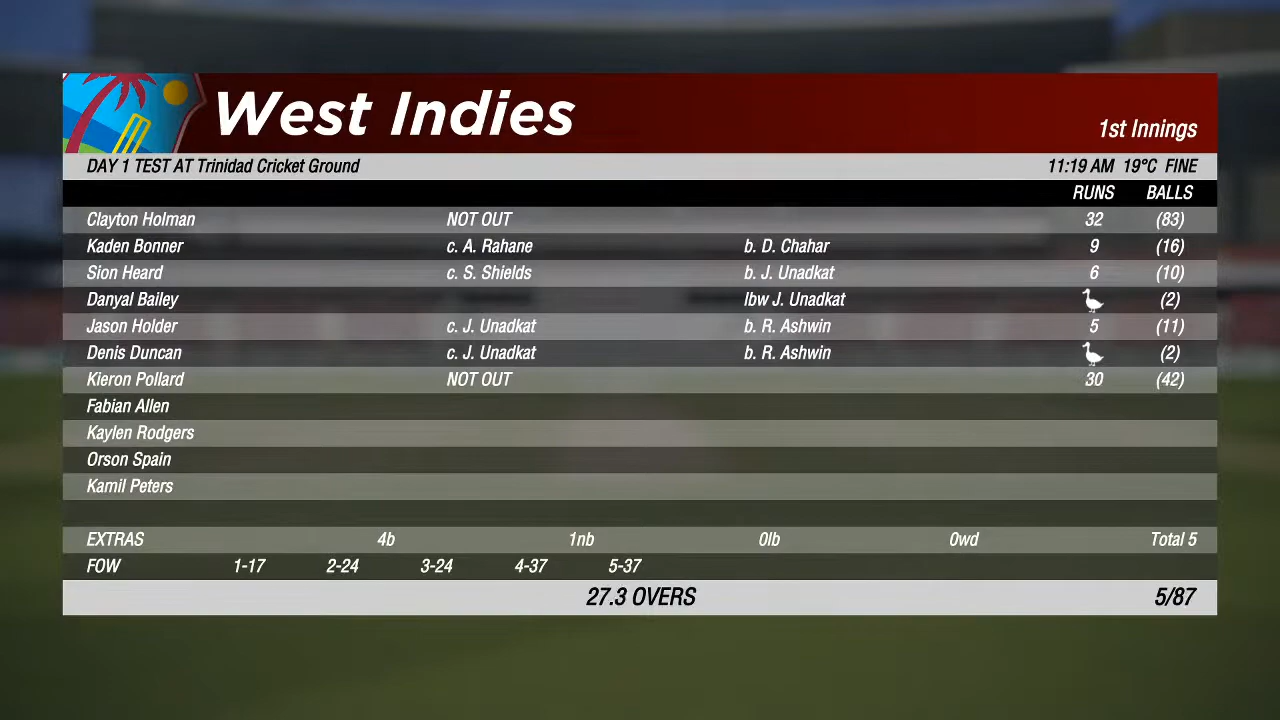 West Indies
1st Innings
DAY 1 TEST AT Trinidad Cricket Ground 11:19 AM 19°C FINE
RUNS BALLS
Clayton Holman NOT OUT 32 (83)
Kaden Bonner c. A. Rahane b. D. Chahar 9 (16)
Sion Heard c. S. Shields b. J. Unadkat 6 (10)
Danyal Bailey lbw J. Unadkat (2)
Jason Holder c. J. Unadkat b. R. Ashwin 5 (11)
Denis Duncan c. J. Unadkat b. R. Ashwin (2)
Kieron Pollard NOT OUT 30 (42)
Fabian Allen
Kaylen Rodgers
Orson Spain
Kamil Peters
EXTRAS 4b 1nb 0lb 0wd Total 5
FOW 1-17 2-24 3-24 4-37 5-37
27.3 OVERS 5/87